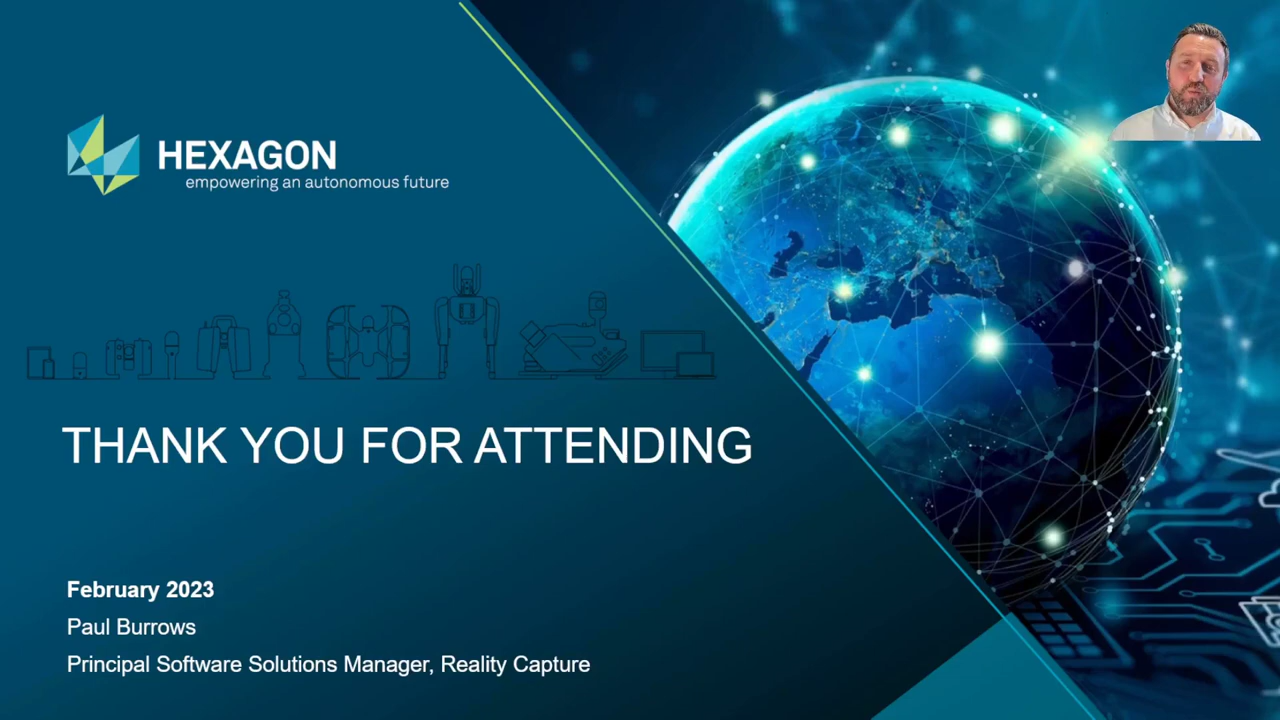 HEXAGON
empowering an autonomous future
THANK YOU FOR ATTENDING
February 2023
Paul Burrows
Principal Software Solutions Manager, Reality Capture